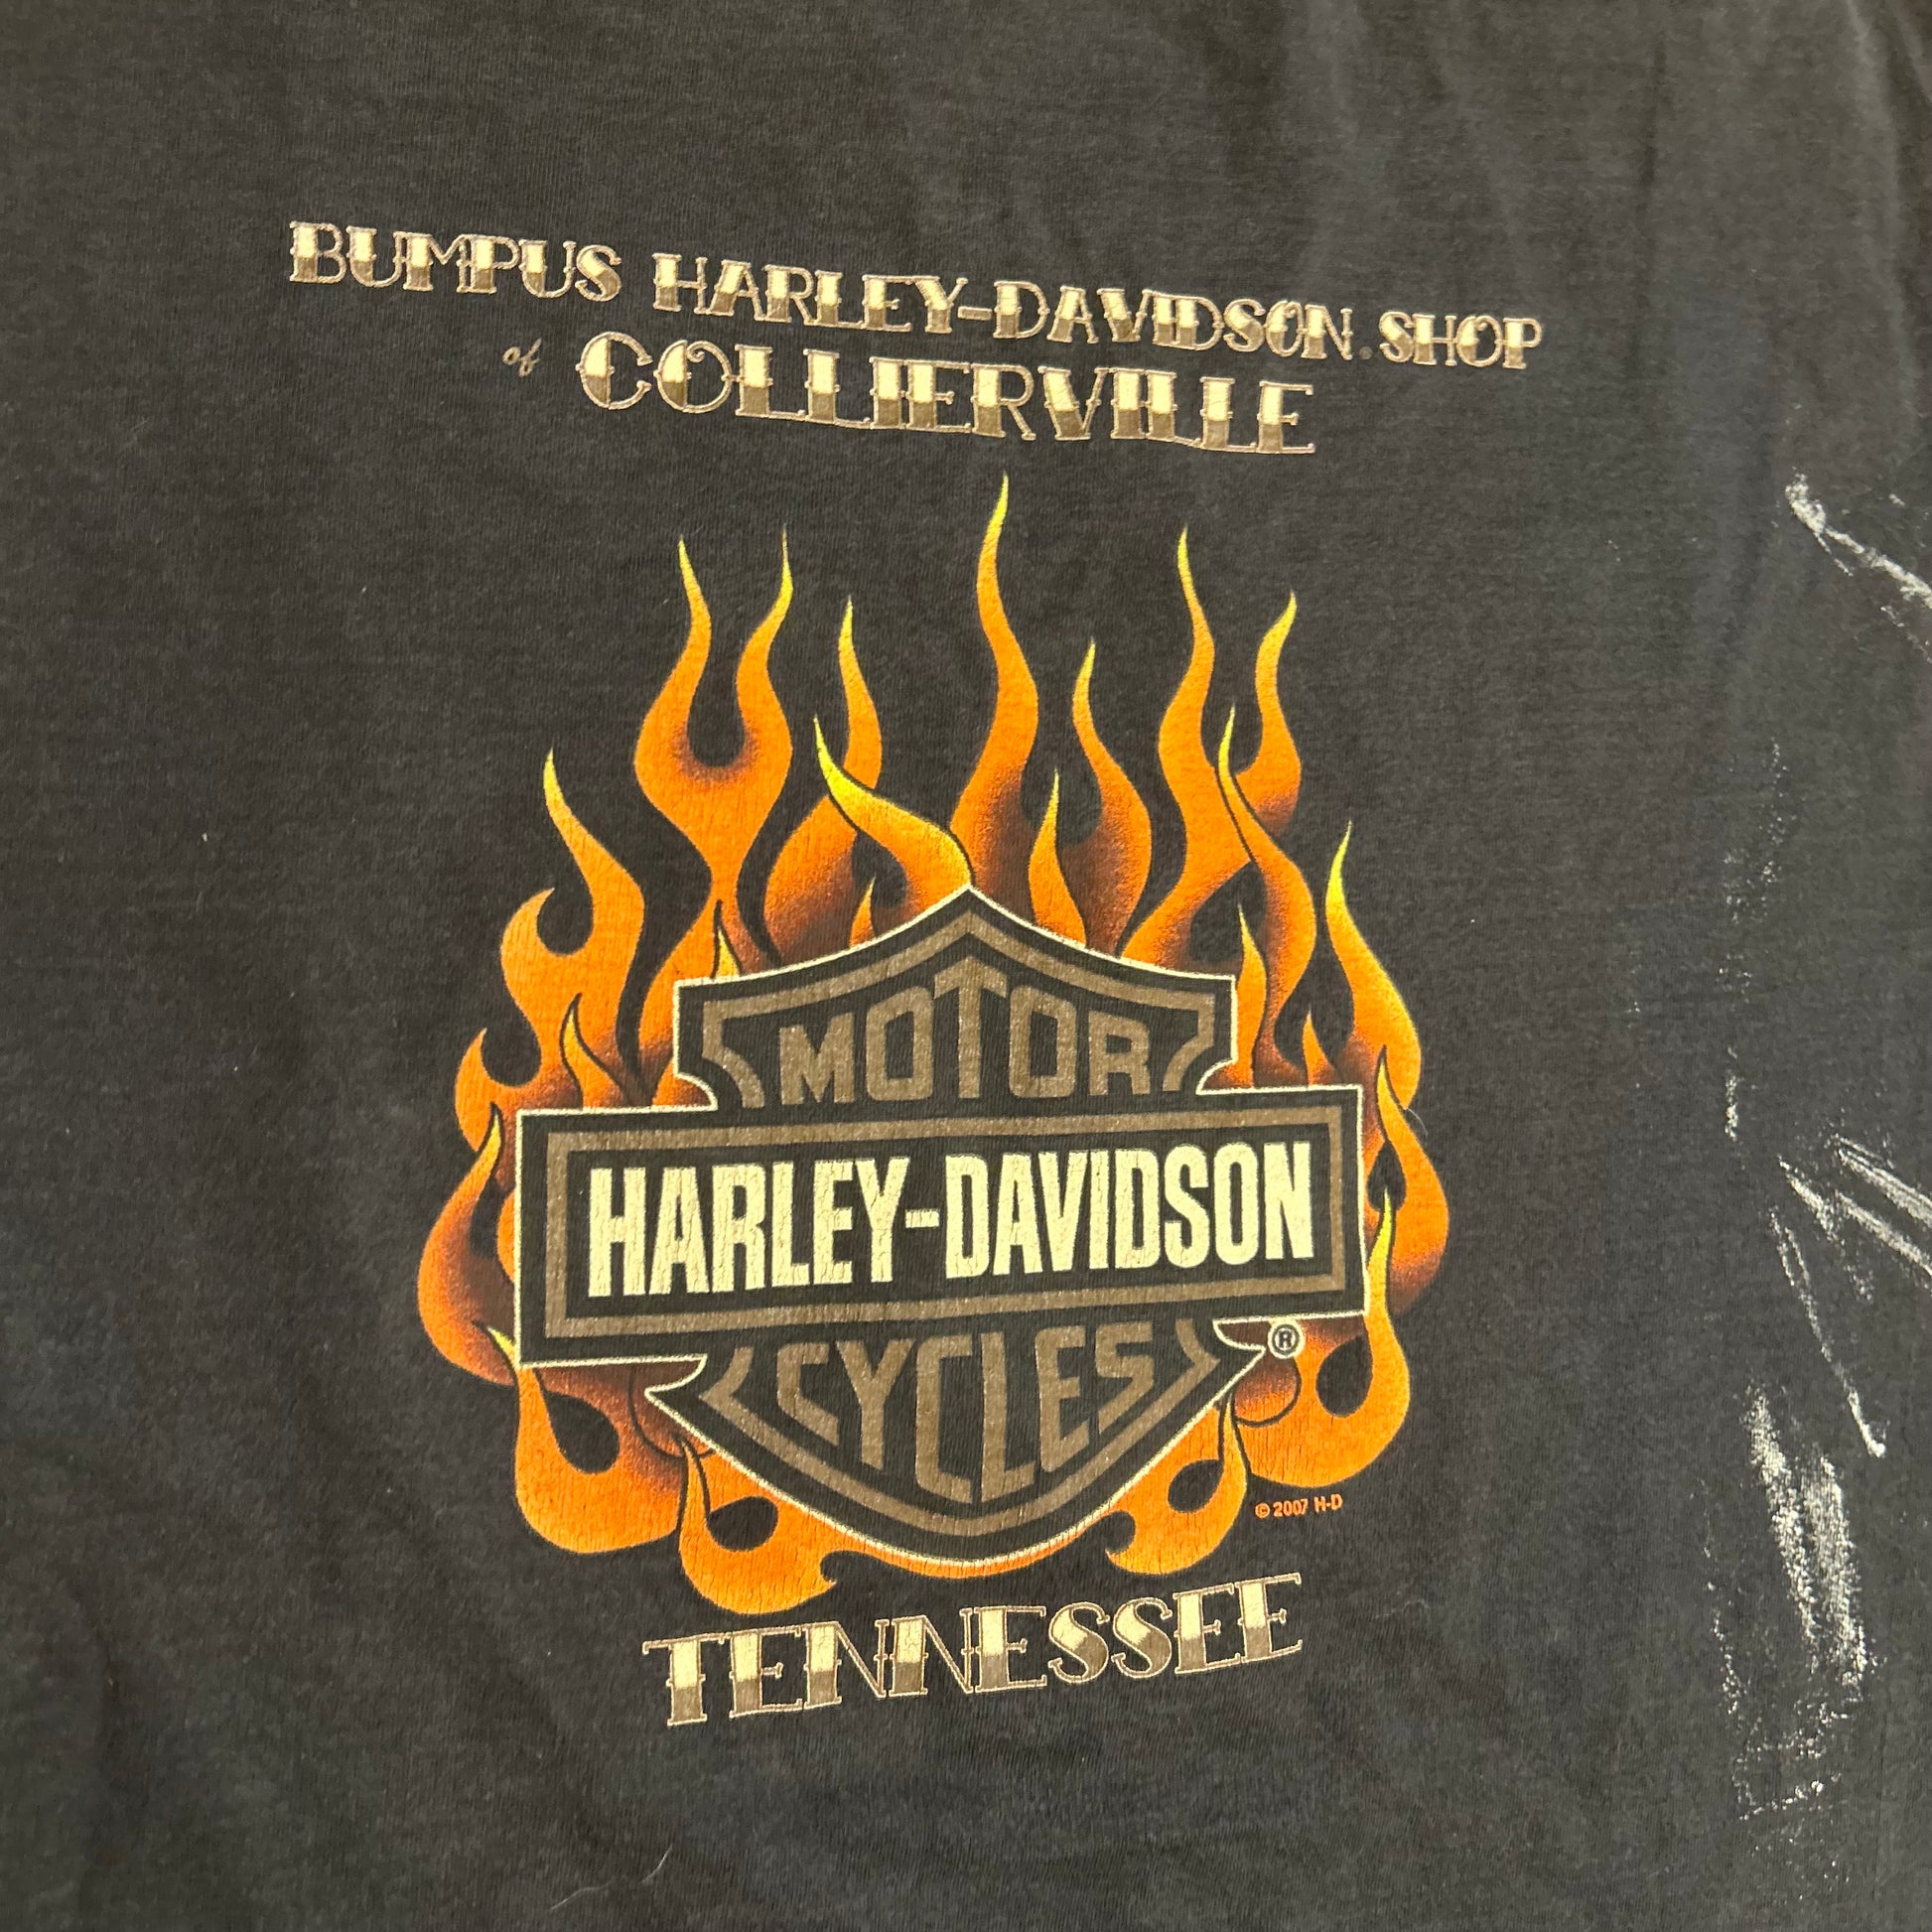 BUMPUS HARLEY-DAVIDSON SHOP
of COLLIERVILLE
MOTOR
HARLEY-DAVIDSON
CYCLES
®
© 2007 H-D
TENNESSEE